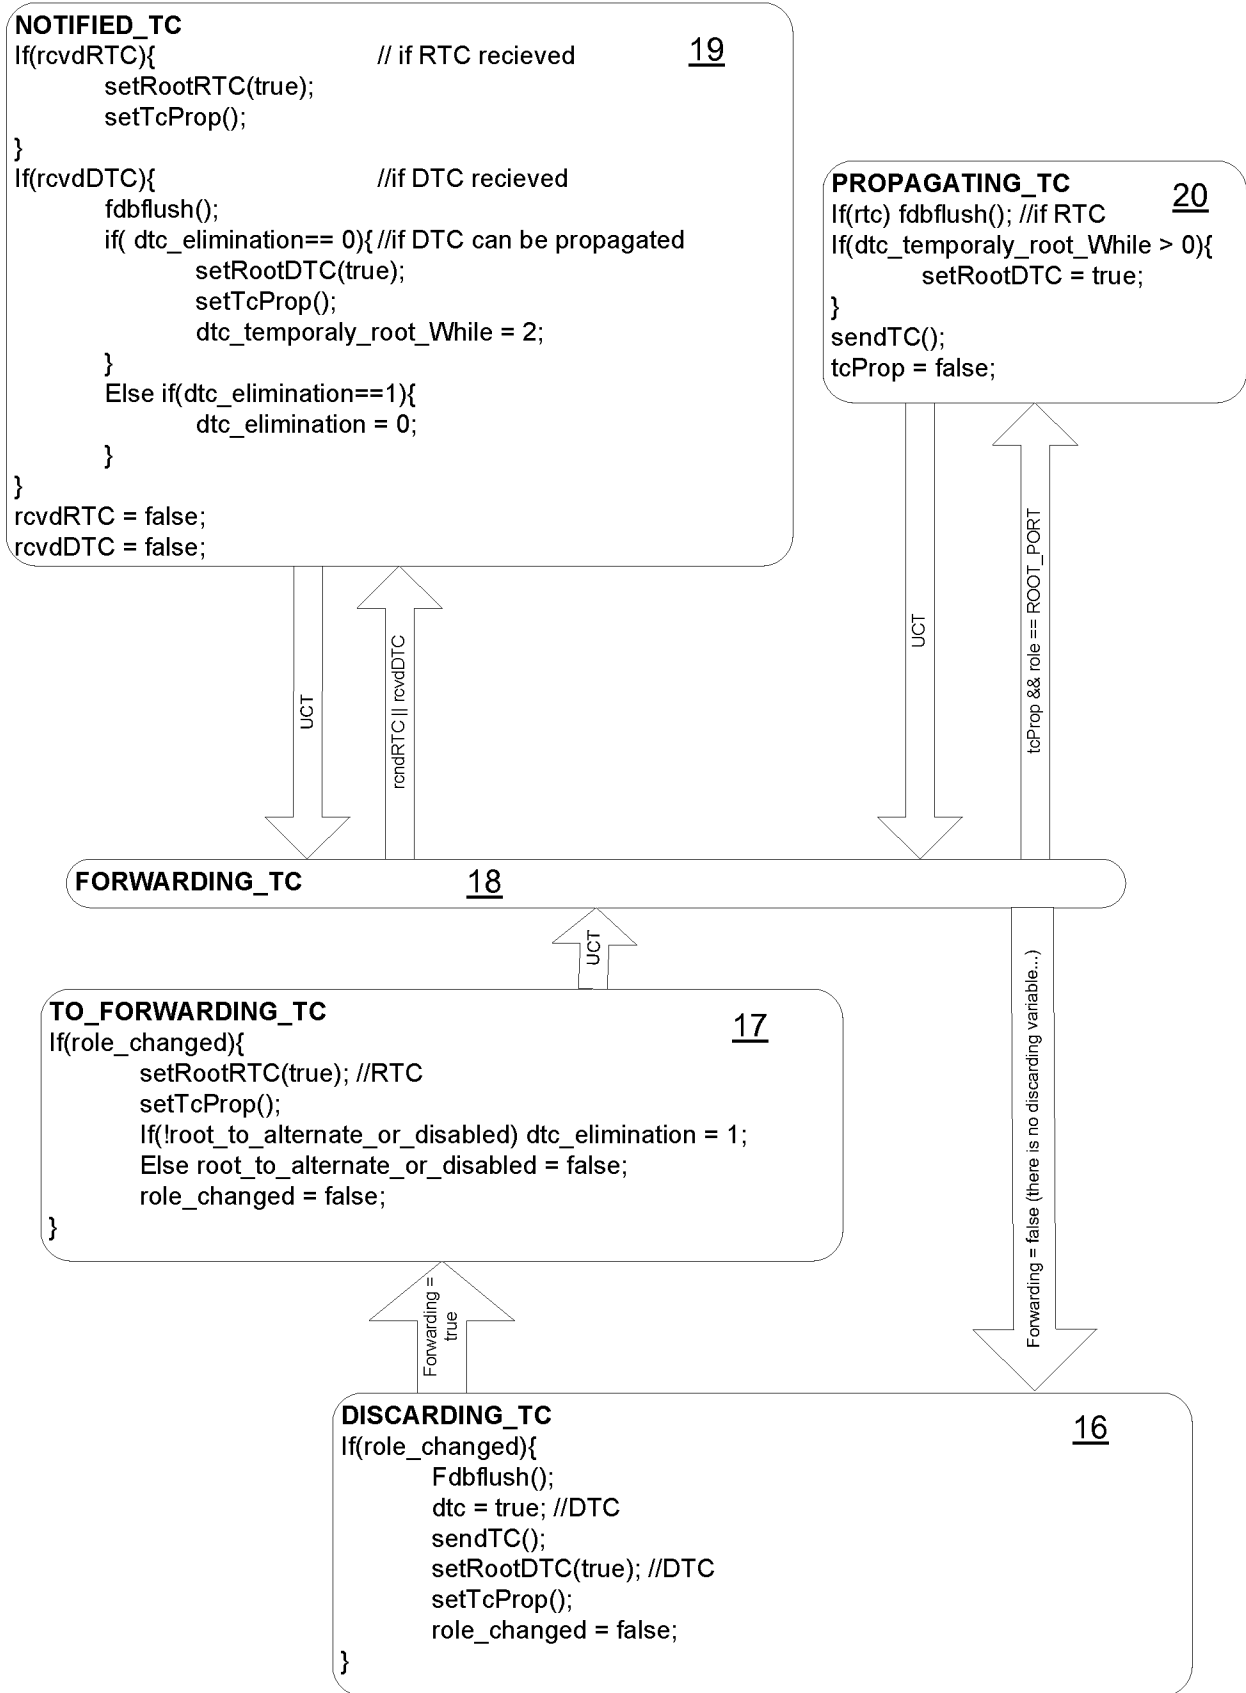 NOTIFIED_TC
19
If(rcvdRTC){ // if RTC recieved
setRootRTC(true);
setTcProp();
}
If(rcvdDTC){ //if DTC recieved
fdbflush();
if( dtc_elimination== 0){ //if DTC can be propagated
setRootDTC(true);
setTcProp();
dtc_temporaly_root_While = 2;
}
Else if(dtc_elimination==1){
dtc_elimination = 0;
}
}
rcvdRTC = false;
rcvdDTC = false;
PROPAGATING_TC
20
If(rtc) fdbflush(); //if RTC
If(dtc_temporaly_root_While > 0){
setRootDTC = true;
}
sendTC();
tcProp = false;
UCT
rcndRTC || rcvdDTC
UCT
tcProp && role == ROOT_PORT
FORWARDING_TC 18
UCT
Forwarding = false (there is no discarding variable...)
TO_FORWARDING_TC
17
If(role_changed){
setRootRTC(true); //RTC
setTcProp();
If(!root_to_alternate_or_disabled) dtc_elimination = 1;
Else root_to_alternate_or_disabled = false;
role_changed = false;
}
Forwarding =
true
DISCARDING_TC
16
If(role_changed){
Fdbflush();
dtc = true; //DTC
sendTC();
setRootDTC(true); //DTC
setTcProp();
role_changed = false;
}